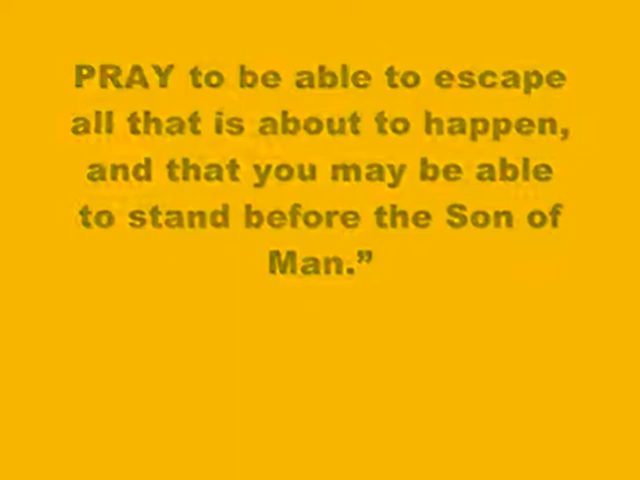 PRAY to be able to escape
all that is about to happen,
and that you may be able
to stand before the Son of
Man.”